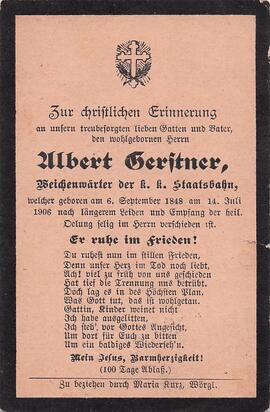 Zur christlichen Erinnerung
an unsern treubesorgten lieben Gatten und Vater,
den wohlgebornen Herrn
Albert Gerstner,
Weichenwärter der k. k. Staatsbahn,
welcher geboren am 6. September 1848 am 14. Juli
1906 nach längerem Leiden und Empfang der heil.
Oelung selig im Herrn verschieden ist.
Er ruhe im Frieden!
Du ruhest nun im stillen Frieden,
Denn unser Herz im Tod noch liebt,
Ach! viel zu früh von uns geschieden
Hat tief die Trennung uns betrübt.
Doch lag es in des Höchsten Plan.
Was Gott tut, das ist wohlgetan.
Gattin, Kinder weinet nicht
Ich hab ausgelitten,
Ich steh' vor Gottes Angesicht,
Um dort für Euch zu bitten
Um ein baldiges Wiederseh'n.
Mein Jesus, Barmherzigkeit!
(100 Tage Ablaß.)
Zu beziehen durch Maria Kurz, Wörgl.